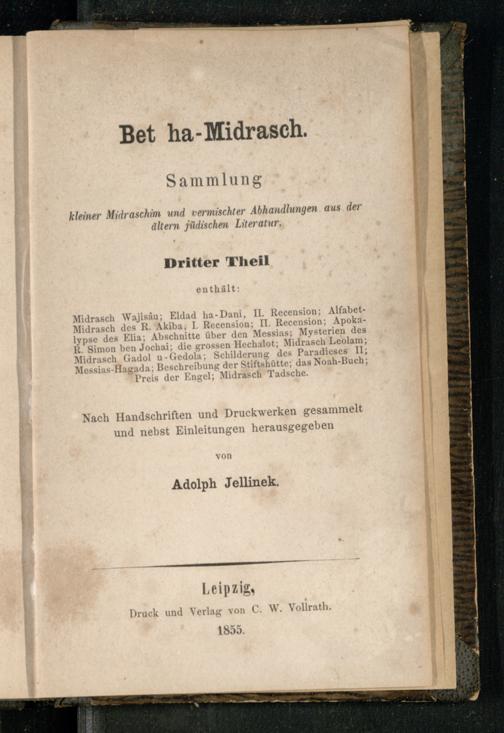 Bet ha-Midrasch.
Sammlung
kleiner Midraschim und vermischter Abhandlungen aus der
ältern jüdischen Literatur.
Dritter Theil
enthält:
Midrasch Wajisâu; Eldad ha-Dani, II. Recension; Alfabet-
Midrasch des R. Akiba, I. Recension; II. Recension; Apoka-
lypse des Elia; Abschnitte über den Messias; Mysterien des
R. Simon ben Jochai; die grossen Hechalot; Midrasch Leolam;
Midrasch Gadol u-Gedola; Schilderung des Paradieses II;
Messias-Hagada; Beschreibung der Stiftshütte; das Noah-Buch;
Preis der Engel; Midrasch Tadsche.
Nach Handschriften und Druckwerken gesammelt
und nebst Einleitungen herausgegeben
von
Adolph Jellinek.
Leipzig,
Druck und Verlag von C. W. Vollrath.
1855.